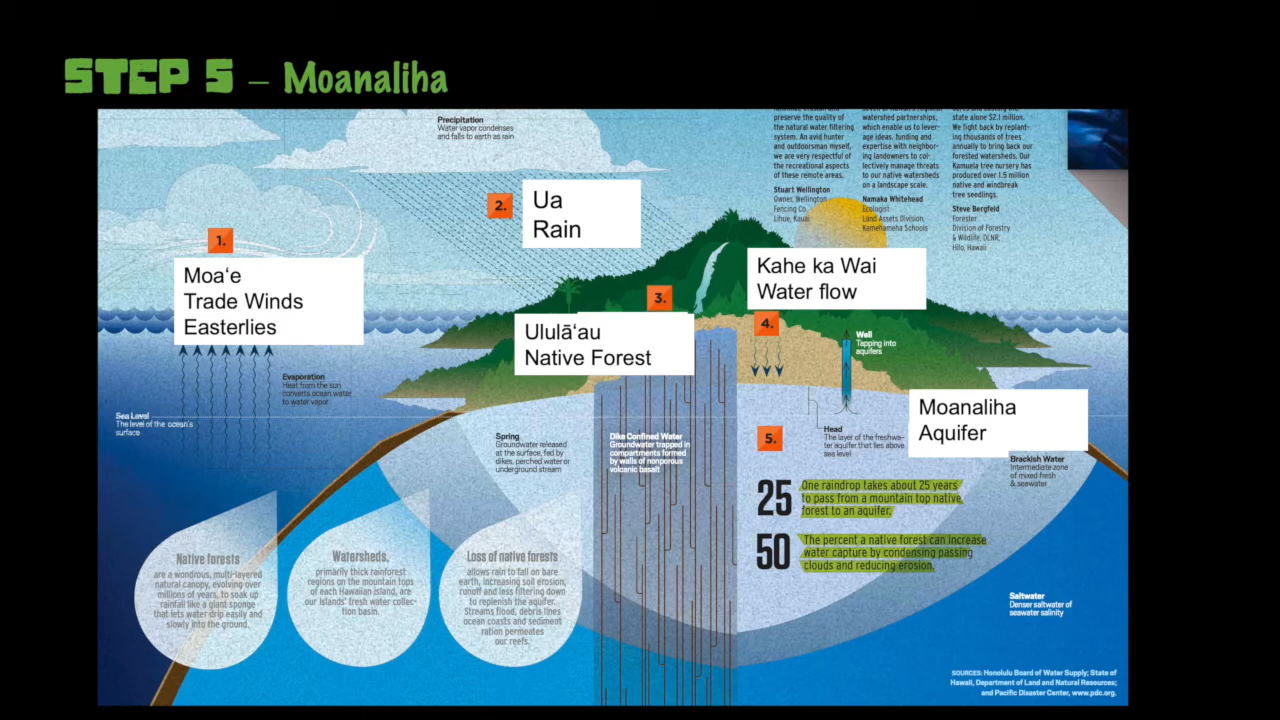 STEP 5 – Moanaliha
Precipitation
Water vapor condenses
and falls to earth as rain
preserve the quality of
the natural water filtering
system. An avid hunter
and outdoorsman myself,
we are very respectful of
the recreational aspects
of these remote areas.
Stuart Wellington
Owner, Wellington
Fencing Co.
Lihue, Kauai
watershed partnerships,
which enable us to lever-
age ideas, funding and
expertise with neighbor-
ing landowners to col-
lectively manage threats
to our native watersheds
on a landscape scale.
Namaka Whitehead
Ecologist
Land Assets Division,
Kamehameha Schools
state alone $2.1 million.
We fight back by replant-
ing thousands of trees
annually to bring back our
forested watersheds. Our
Kamuela tree nursery has
produced over 1.5 million
native and windbreak
tree seedlings.
Steve Bergfeld
Forester
Division of Forestry
& Wildlife, DLNR,
Hilo, Hawaii
1.
Moaʻe
Trade Winds
Easterlies
2.
Ua
Rain
3.
Ululāʻau
Native Forest
Kahe ka Wai
Water flow
4.
Well
Tapping into
aquifers
Evaporation
Heat from the sun
converts ocean water
to water vapor
Sea Level
The level of the ocean's
surface
Spring
Groundwater released
at the surface, fed by
dikes, perched water or
underground stream
Dike Confined Water
Groundwater trapped in
compartments formed
by walls of nonporous
volcanic basalt
5.
Head
The layer of the freshwa-
ter aquifer that lies above
sea level
Moanaliha
Aquifer
Brackish Water
Intermediate zone
of mixed fresh
& seawater
25
One raindrop takes about 25 years
to pass from a mountain top native
forest to an aquifer.
50
The percent a native forest can increase
water capture by condensing passing
clouds and reducing erosion.
Native forests
are a wondrous, multi-layered
natural canopy, evolving over
millions of years, to soak up
rainfall like a giant sponge
that lets water drip easily and
slowly into the ground.
Watersheds,
primarily thick rainforest
regions on the mountain tops
of each Hawaiian island, are
our Islands' fresh water collec-
tion basin.
Loss of native forests
allows rain to fall on bare
earth, increasing soil erosion,
runoff and less filtering down
to replenish the aquifer.
Streams flood, debris lines
ocean coasts and sediment
ration permeates
our reefs.
Saltwater
Denser saltwater of
seawater salinity
SOURCES: Honolulu Board of Water Supply; State of
Hawaii, Department of Land and Natural Resources;
and Pacific Disaster Center, www.pdc.org.